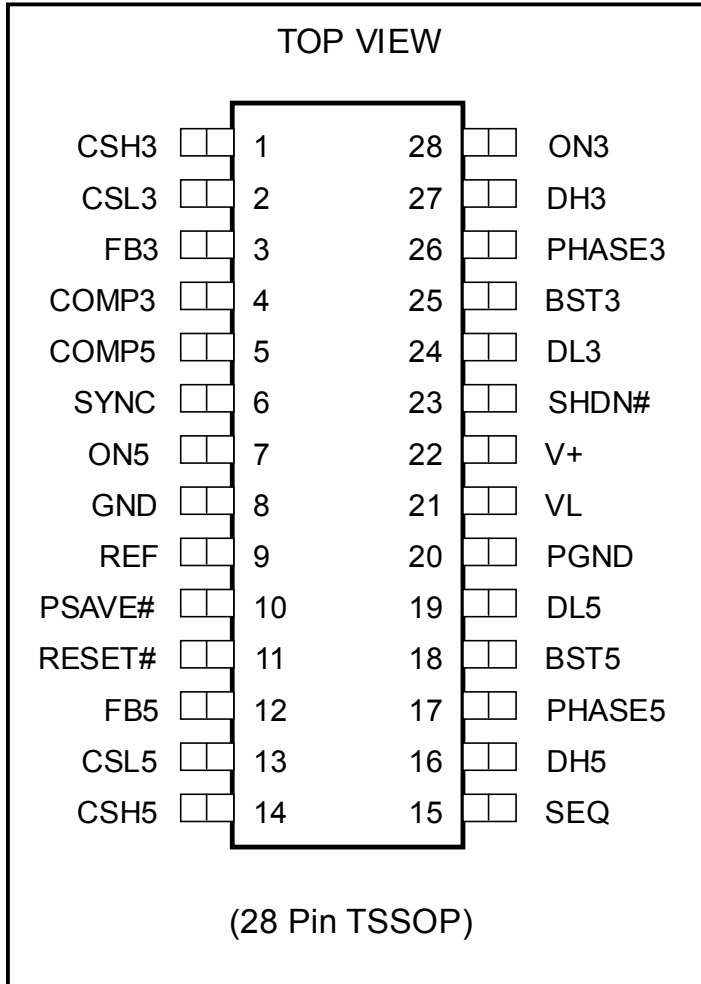 TOP VIEW
CSH3 1 28 ON3
CSL3 2 27 DH3
FB3 3 26 PHASE3
COMP3 4 25 BST3
COMP5 5 24 DL3
SYNC 6 23 SHDN#
ON5 7 22 V+
GND 8 21 VL
REF 9 20 PGND
PSAVE# 10 19 DL5
RESET# 11 18 BST5
FB5 12 17 PHASE5
CSL5 13 16 DH5
CSH5 14 15 SEQ
(28 Pin TSSOP)